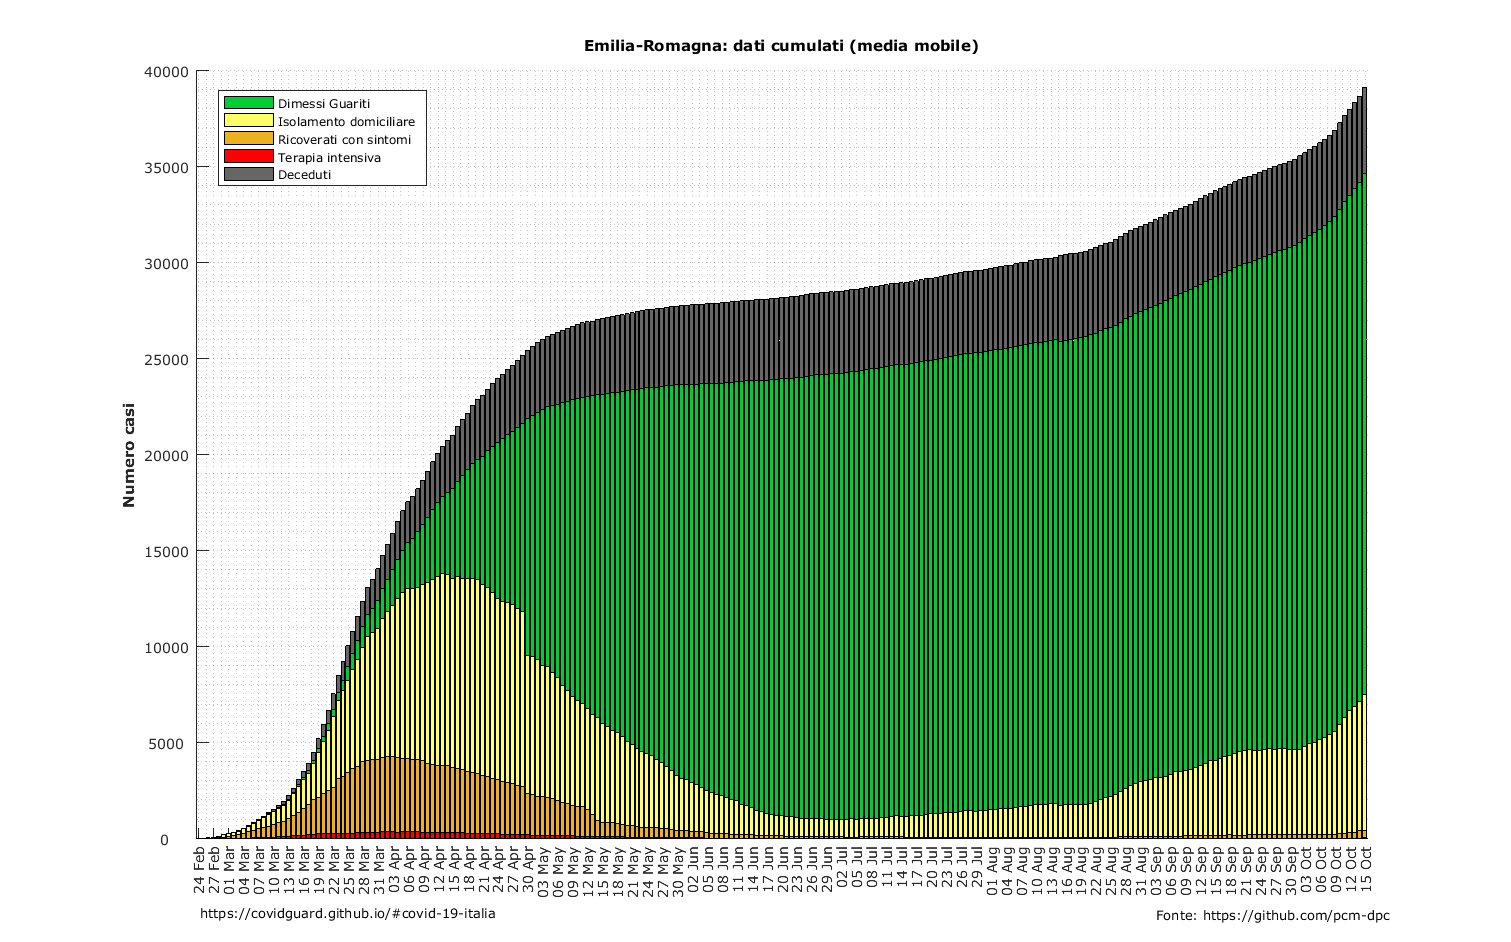 Emilia-Romagna: dati cumulati (media mobile)
40000
35000
30000
25000
20000
15000
10000
5000
0
Numero casi
Dimessi Guariti
Isolamento domiciliare
Ricoverati con sintomi
Terapia intensiva
Deceduti
24 Feb
27 Feb
01 Mar
04 Mar
07 Mar
10 Mar
13 Mar
16 Mar
19 Mar
22 Mar
25 Mar
28 Mar
31 Mar
03 Apr
06 Apr
09 Apr
12 Apr
15 Apr
18 Apr
21 Apr
24 Apr
27 Apr
30 Apr
03 May
06 May
09 May
12 May
15 May
18 May
21 May
24 May
27 May
30 May
02 Jun
05 Jun
08 Jun
11 Jun
14 Jun
17 Jun
20 Jun
23 Jun
26 Jun
29 Jun
02 Jul
05 Jul
08 Jul
11 Jul
14 Jul
17 Jul
20 Jul
23 Jul
26 Jul
29 Jul
01 Aug
04 Aug
07 Aug
10 Aug
13 Aug
16 Aug
19 Aug
22 Aug
25 Aug
28 Aug
31 Aug
03 Sep
06 Sep
09 Sep
12 Sep
15 Sep
18 Sep
21 Sep
24 Sep
27 Sep
30 Sep
03 Oct
06 Oct
09 Oct
12 Oct
15 Oct
https://covidguard.github.io/#covid-19-italia
Fonte: https://github.com/pcm-dpc